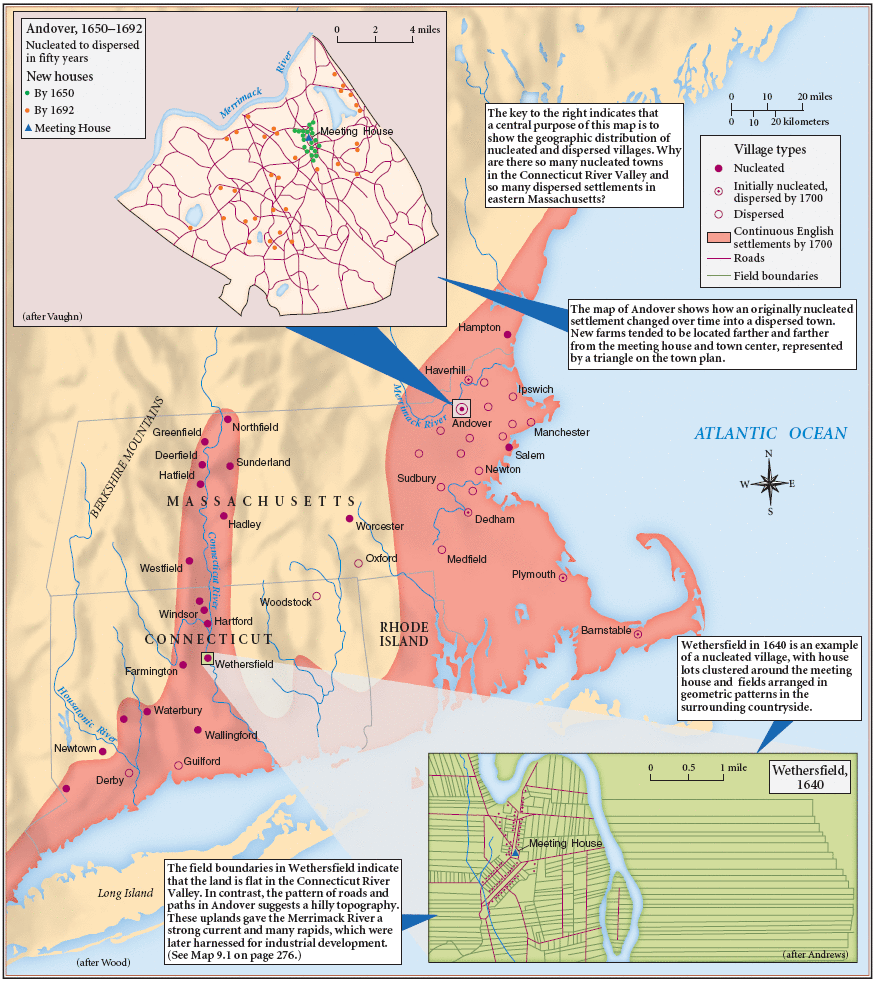 Andover, 1650–1692
Nucleated to dispersed
in fifty years
New houses
By 1650
By 1692
Meeting House
0 2 4 miles
Merrimack River
Meeting House
(after Vaughn)
The key to the right indicates that
a central purpose of this map is to
show the geographic distribution of
nucleated and dispersed villages. Why
are there so many nucleated towns
in the Connecticut River Valley and
so many dispersed settlements in
eastern Massachusetts?
0 10 20 miles
0 10 20 kilometers
Village types
Nucleated
Initially nucleated,
dispersed by 1700
Dispersed
Continuous English
settlements by 1700
Roads
Field boundaries
The map of Andover shows how an originally nucleated
settlement changed over time into a dispersed town.
New farms tended to be located farther and farther
from the meeting house and town center, represented
by a triangle on the town plan.
Hampton
Haverhill
Merrimack River
Ipswich
Andover
Manchester
Salem
Newton
Sudbury
Dedham
Medfield
Plymouth
Barnstable
ATLANTIC OCEAN
N
W E
S
BERKSHIRE MOUNTAINS
Northfield
Greenfield
Deerfield
Sunderland
Hatfield
MASSACHUSETTS
Hadley
Worcester
Connecticut River
Oxford
Westfield
Woodstock
Windsor
Hartford
RHODE
ISLAND
CONNECTICUT
Wethersfield
Farmington
Housatonic River
Waterbury
Wallingford
Newtown
Guilford
Derby
Long Island
(after Wood)
Wethersfield in 1640 is an example
of a nucleated village, with house
lots clustered around the meeting
house and fields arranged in
geometric patterns in the
surrounding countryside.
0 0.5 1 mile
Wethersfield,
1640
Meeting House
(after Andrews)
The field boundaries in Wethersfield indicate
that the land is flat in the Connecticut River
Valley. In contrast, the pattern of roads and
paths in Andover suggests a hilly topography.
These uplands gave the Merrimack River a
strong current and many rapids, which were
later harnessed for industrial development.
(See Map 9.1 on page 276.)